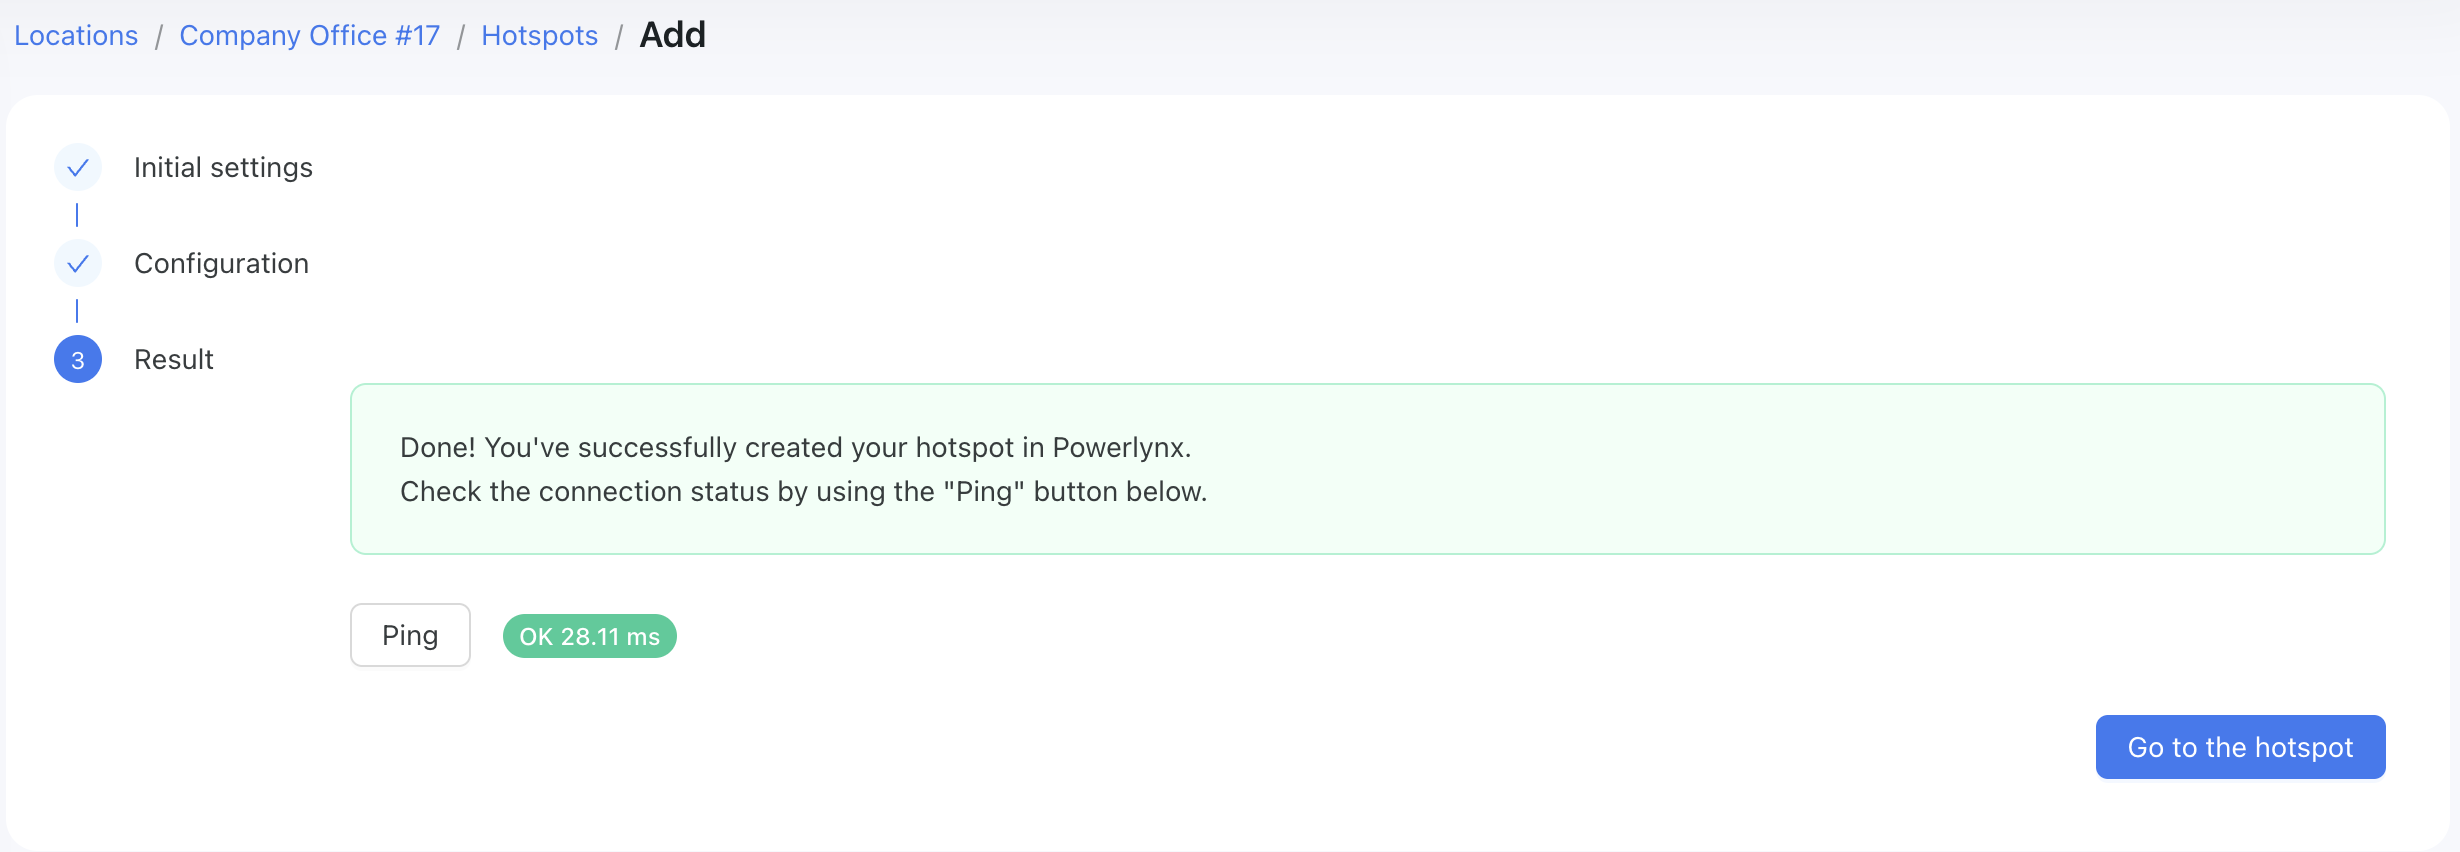 Locations / Company Office #17 / Hotspots / Add
Initial settings
Configuration
3 Result
Done! You've successfully created your hotspot in Powerlynx.
Check the connection status by using the "Ping" button below.
Ping OK 28.11 ms
Go to the hotspot